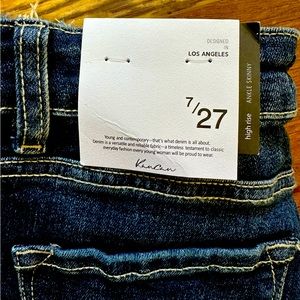 DESIGNED
IN
LOS ANGELES
7/27
Young and contemporary—that's what denim is all about.
Denim is a versatile and reliable fabric—a timeless testament to classic
everyday fashion every young woman will be proud to wear.
KanCan
high rise
ANKLE SKINNY